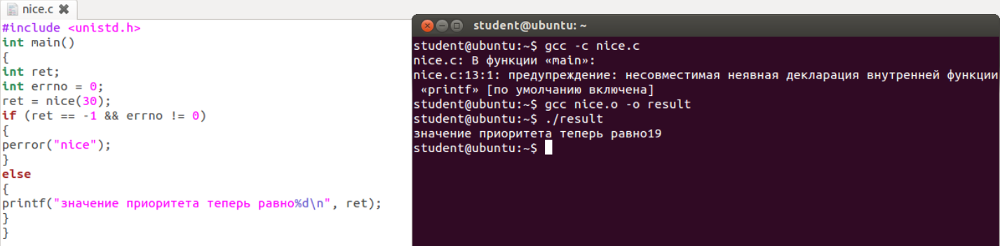 nice.c ✖
#include <unistd.h>
int main()
{
int ret;
int errno = 0;
ret = nice(30);
if (ret == -1 && errno != 0)
{
perror("nice");
}
else
{
printf("значение приоритета теперь равно%d\n", ret);
}
}
student@ubuntu: ~
student@ubuntu:~$ gcc -c nice.c
nice.c: В функции «main»:
nice.c:13:1: предупреждение: несовместимая неявная декларация внутренней функции
«printf» [по умолчанию включена]
student@ubuntu:~$ gcc nice.o -o result
student@ubuntu:~$ ./result
значение приоритета теперь равно19
student@ubuntu:~$